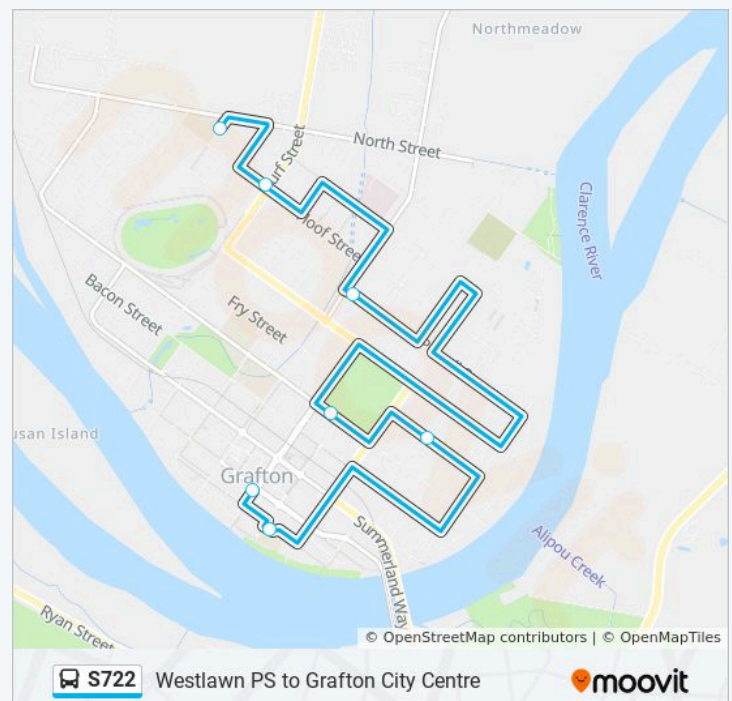 Northmeadow
North Street
Turf Street
Hoof Street
Clarence River
Bacon Street
Fry Street
usan Island
Grafton
Summerland Way
Alipou Creek
Ryan Street
© OpenStreetMap contributors | © OpenMapTiles
S722 Westlawn PS to Grafton City Centre
moovit